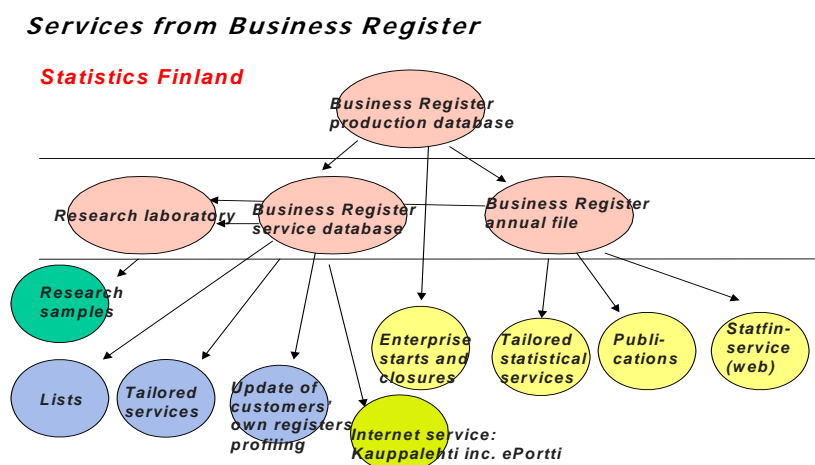 Services from Business Register
Statistics Finland
Business Register
production database
Research laboratory
Business Register
service database
Business Register
annual file
Research
samples
Enterprise
starts and
closures
Tailored
statistical
services
Publi-
cations
Statfin-
service
(web)
Lists
Tailored
services
Update of
customers'
own registers
profiling
Internet service:
Kauppalehti inc. ePortti